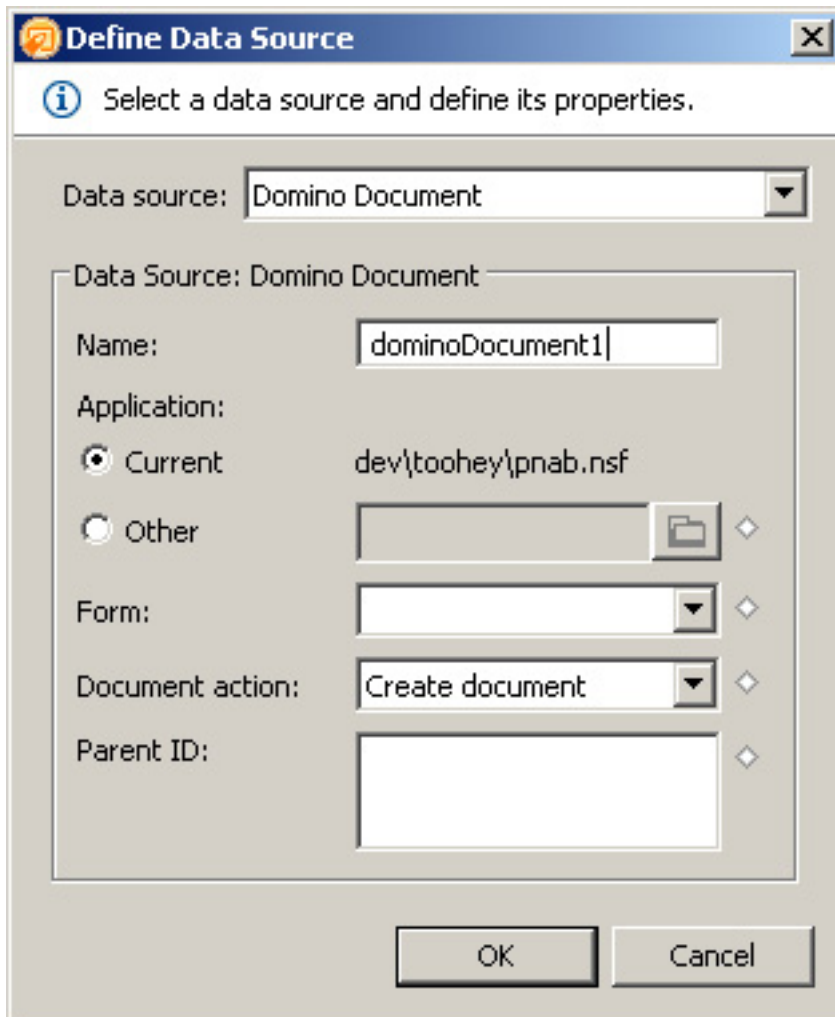 Define Data Source
Select a data source and define its properties.
Data source: Domino Document
Data Source: Domino Document
Name: dominoDocument1
Application:
Current dev\toohey\pnab.nsf
Other
Form:
Document action: Create document
Parent ID:
OK Cancel